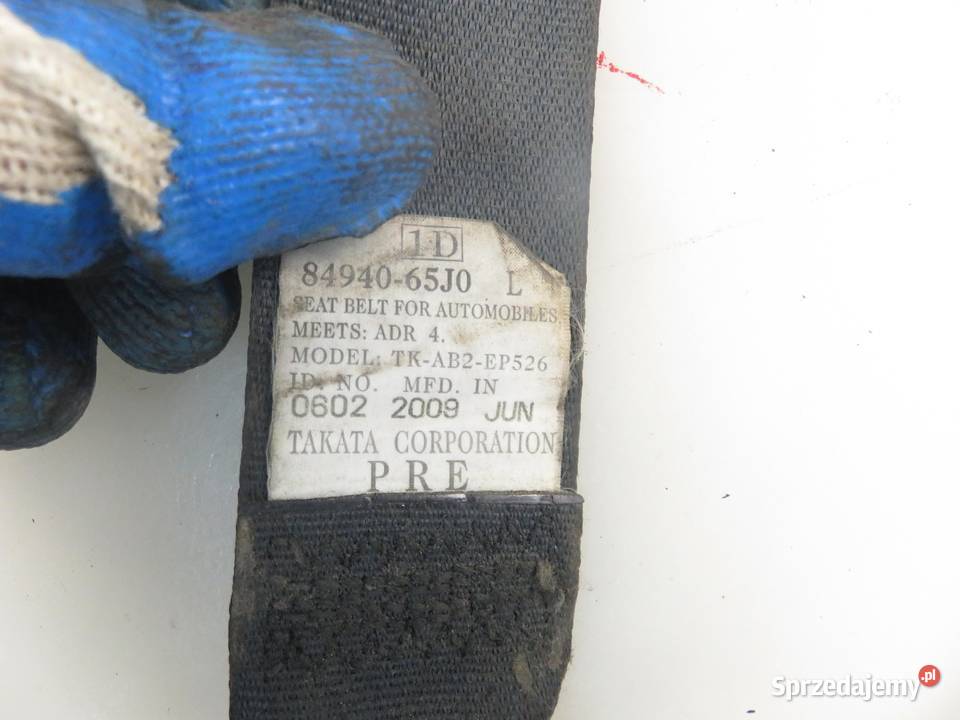 1D
84940-65J0 L
SEAT BELT FOR AUTOMOBILES.
MEETS: ADR 4.
MODEL: TK-AB2-EP526
ID. NO. MFD. IN
0602 2009 JUN
TAKATA CORPORATION
PRE
Sprzedajemy.pl